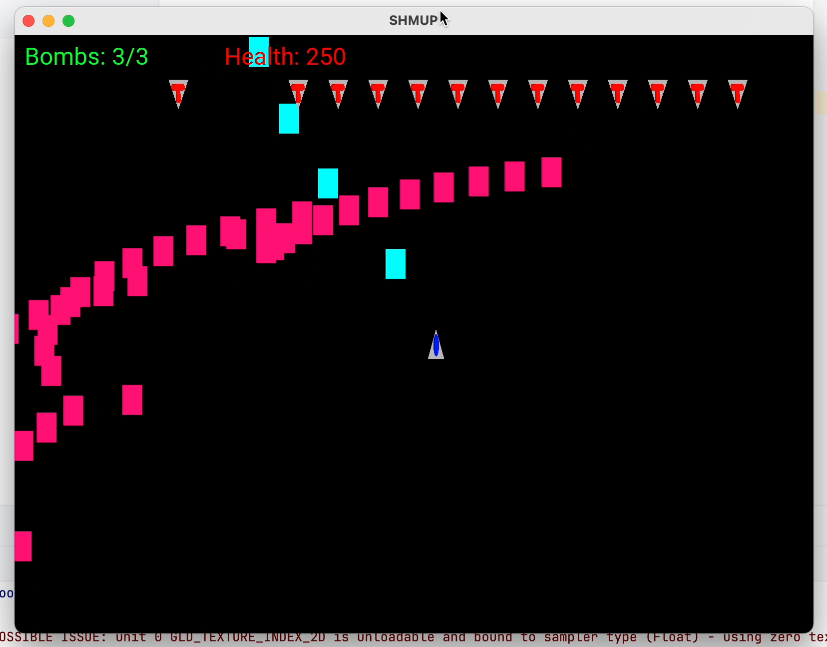 SHMUP
Bombs: 3/3
Health: 250
oo
OSSIBLE ISSUE: unit 0 GLD_TEXTURE_INDEX_2D is unloadable and bound to sampler type (Float) - using zero tex